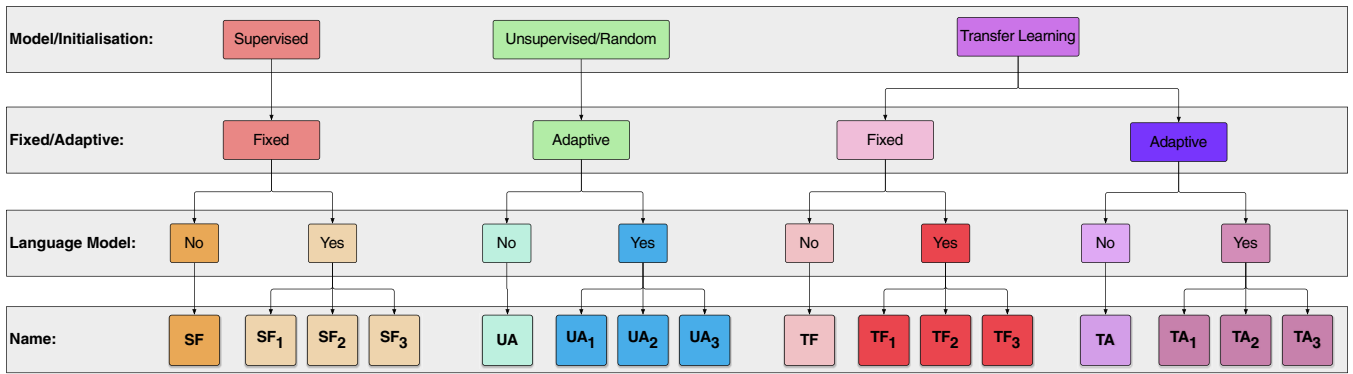 Model/Initialisation: Supervised Unsupervised/Random Transfer Learning
Fixed/Adaptive: Fixed Adaptive Fixed Adaptive
Language Model: No Yes No Yes No Yes No Yes
Name: SF SF1 SF2 SF3 UA UA1 UA2 UA3 TF TF1 TF2 TF3 TA TA1 TA2 TA3